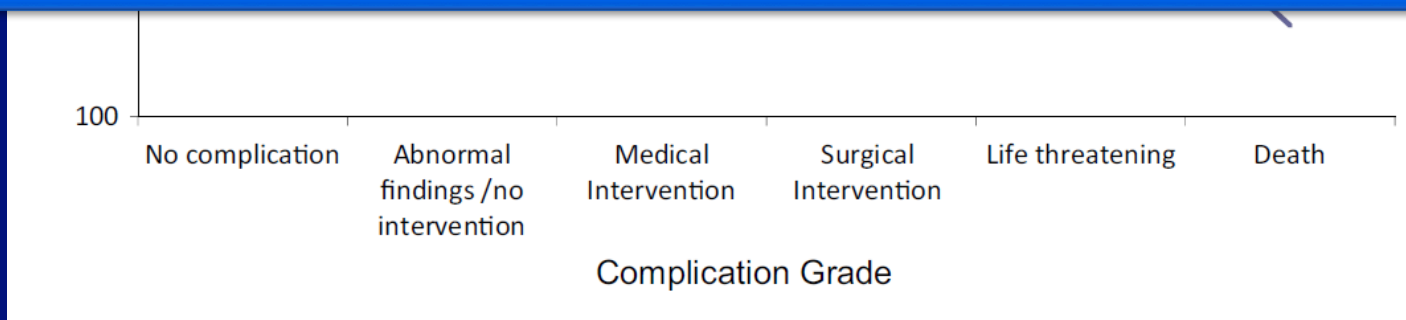 100
No complication Abnormal Medical Surgical Life threatening Death
findings /no Intervention Intervention
intervention
Complication Grade